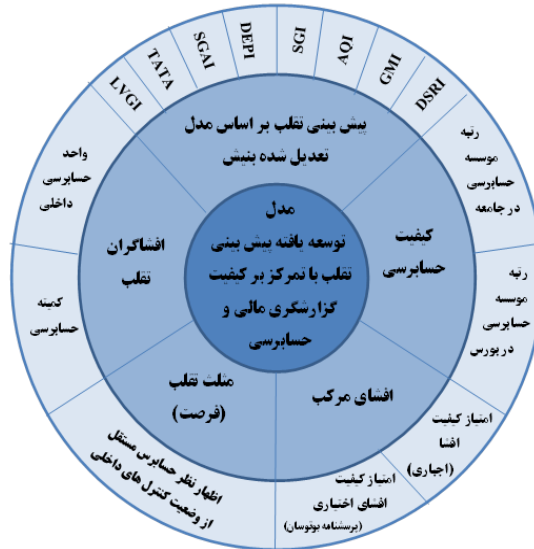 DSRI
GMI
AQI
SGI
DEPI
SGAI
TATA
LVGI
رتبه
موسسه
حسابرسی
در جامعه
رتبه
موسسه
حسابرسی
در بورس
امتیاز کیفیت
افشا
(اجباری)
امتیاز کیفیت
افشای اختیاری
(پرسشنامه بوتوسان)
اظهار نظر حسابرس مستقل
از وضعیت کنترل های داخلی
کمیته
حسابرسی
واحد
حسابرسی
داخلی
پیش بینی تقلب بر اساس مدل
تعدیل شده بنیش
کیفیت
حسابرسی
افشای مرکب
مثلث تقلب
(فرصت)
افشاگران
تقلب
مدل
توسعه یافته پیش بینی
تقلب با تمرکز بر کیفیت
گزارشگری مالی و
حسابرسی